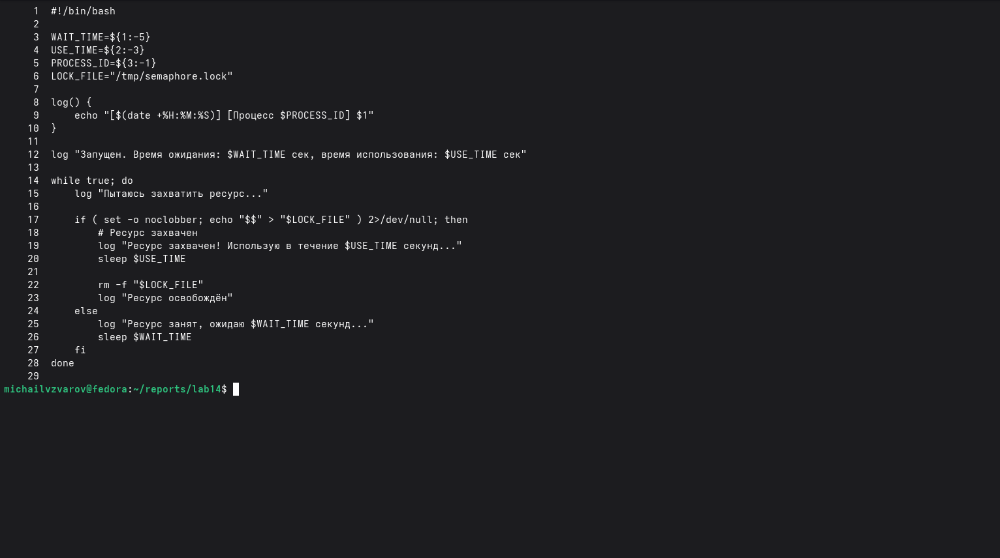 1  #!/bin/bash
2
3  WAIT_TIME=${1:-5}
4  USE_TIME=${2:-3}
5  PROCESS_ID=${3:-1}
6  LOCK_FILE="/tmp/semaphore.lock"
7
8  log() {
9      echo "[$(date +%H:%M:%S)] [Процесс $PROCESS_ID] $1"
10  }
11
12  log "Запущен. Время ожидания: $WAIT_TIME сек, время использования: $USE_TIME сек"
13
14  while true; do
15      log "Пытаюсь захватить ресурс..."
16
17      if ( set -o noclobber; echo "$$" > "$LOCK_FILE" ) 2>/dev/null; then
18          # Ресурс захвачен
19          log "Ресурс захвачен! Использую в течение $USE_TIME секунд..."
20          sleep $USE_TIME
21
22          rm -f "$LOCK_FILE"
23          log "Ресурс освобождён"
24      else
25          log "Ресурс занят, ожидаю $WAIT_TIME секунд..."
26          sleep $WAIT_TIME
27      fi
28  done
29
michailvzvarov@fedora:~/reports/lab14$